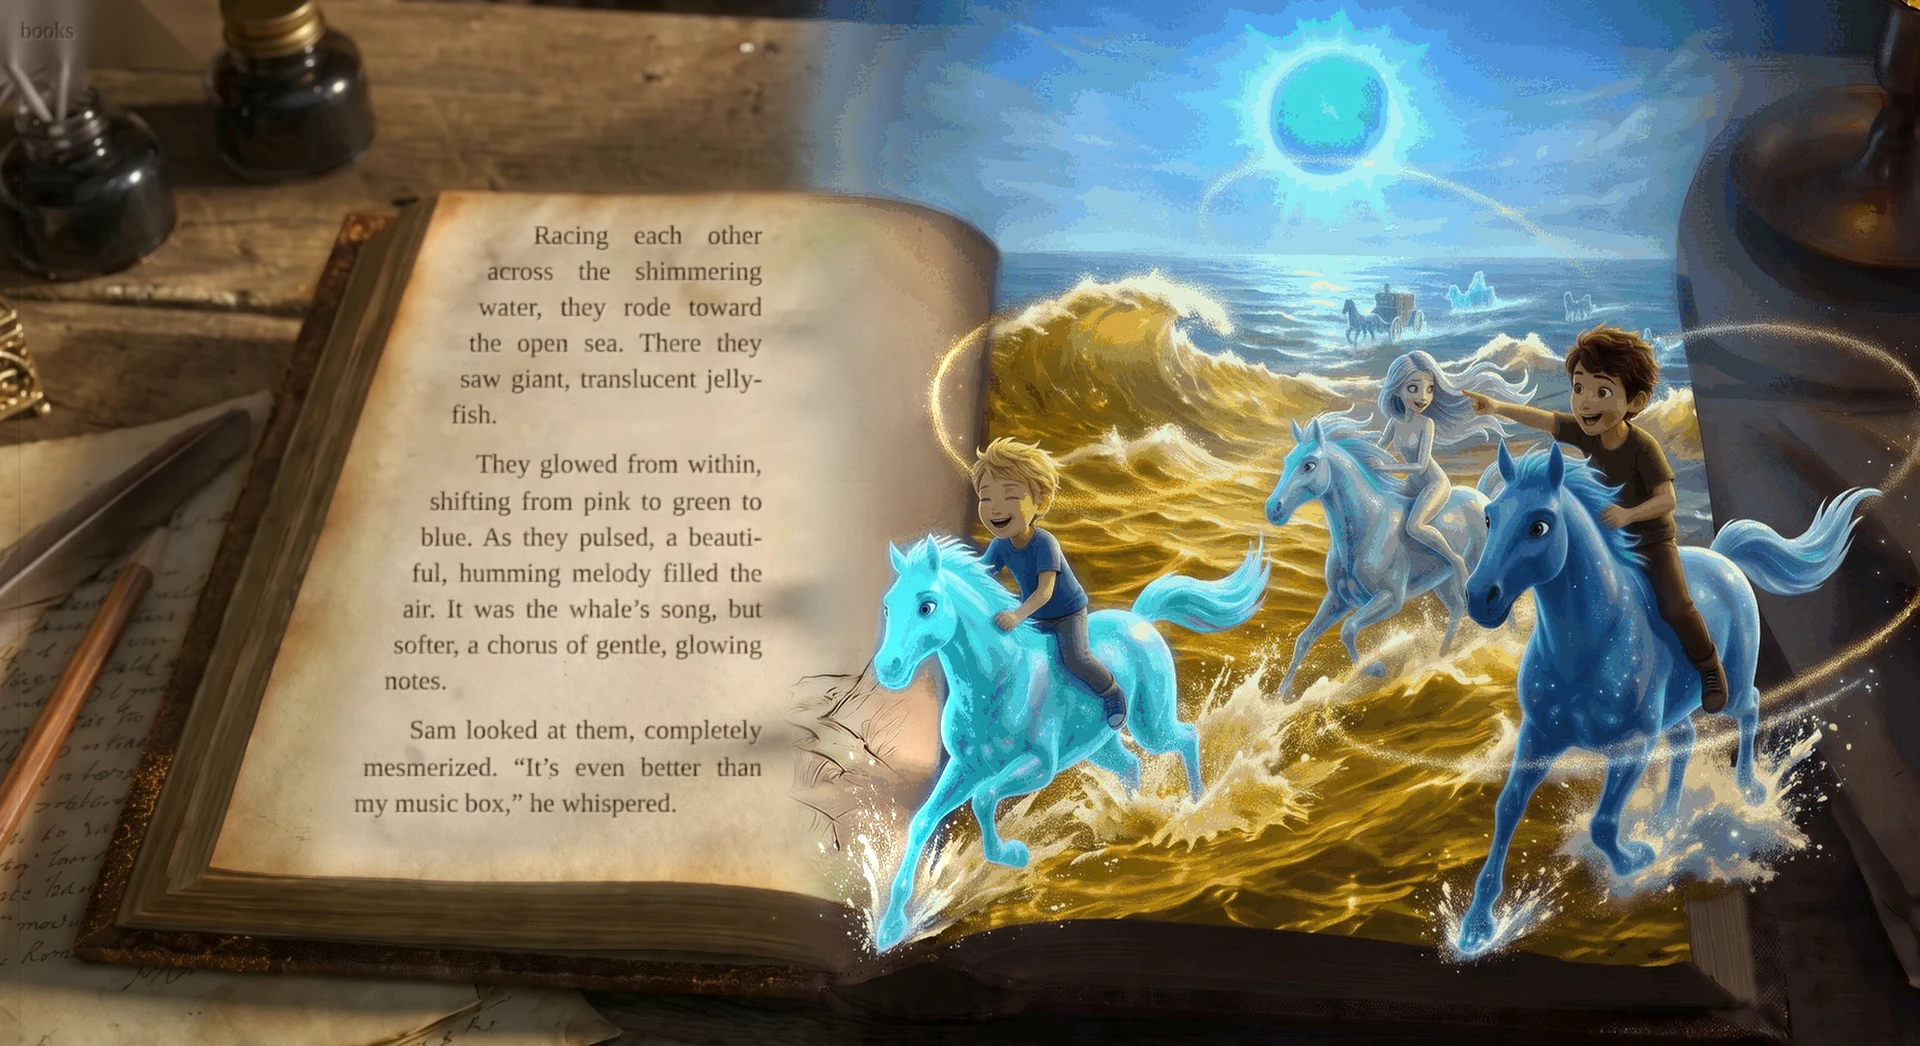 books
Racing each other
across the shimmering
water, they rode toward
the open sea. There they
saw giant, translucent jelly-
fish.
They glowed from within,
shifting from pink to green to
blue. As they pulsed, a beauti-
ful, humming melody filled the
air. It was the whale’s song, but
softer, a chorus of gentle, glowing
notes.
Sam looked at them, completely
mesmerized. “It’s even better than
my music box,” he whispered.